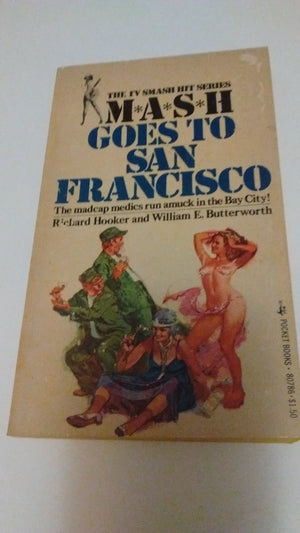 THE TV SMASH HIT SERIES
M*A*S*H
GOES TO
SAN
FRANCISCO
The madcap medics run amuck in the Bay City!
Richard Hooker and William E. Butterworth
POCKET BOOKS • 80786 • $1.50